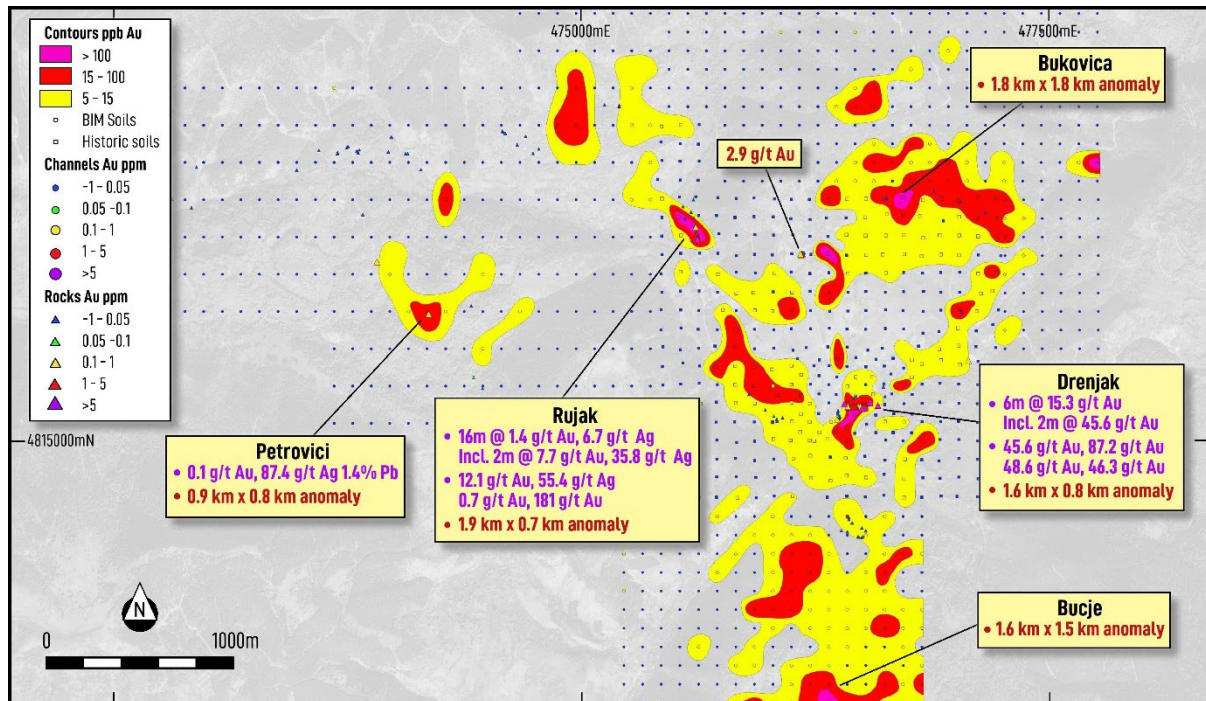 475000mE
477500mE
Contours ppb Au
> 100
15 - 100
5 - 15
BIM Soils
Historic soils
Channels Au ppm
-1 - 0.05
0.05 -0.1
0.1 - 1
1 - 5
>5
Rocks Au ppm
-1 - 0.05
0.05 -0.1
0.1 - 1
1 - 5
>5
Bukovica
• 1.8 km x 1.8 km anomaly
2.9 g/t Au
4815000mN
Petrovici
• 0.1 g/t Au, 87.4 g/t Ag 1.4% Pb
• 0.9 km x 0.8 km anomaly
Rujak
• 16m @ 1.4 g/t Au, 6.7 g/t Ag
Incl. 2m @ 7.7 g/t Au, 35.8 g/t Ag
• 12.1 g/t Au, 55.4 g/t Ag
0.7 g/t Au, 181 g/t Au
• 1.9 km x 0.7 km anomaly
Drenjak
• 6m @ 15.3 g/t Au
Incl. 2m @ 45.6 g/t Au
• 45.6 g/t Au, 87.2 g/t Au
48.6 g/t Au, 46.3 g/t Au
• 1.6 km x 0.8 km anomaly
Bucje
• 1.6 km x 1.5 km anomaly
N
0
1000m